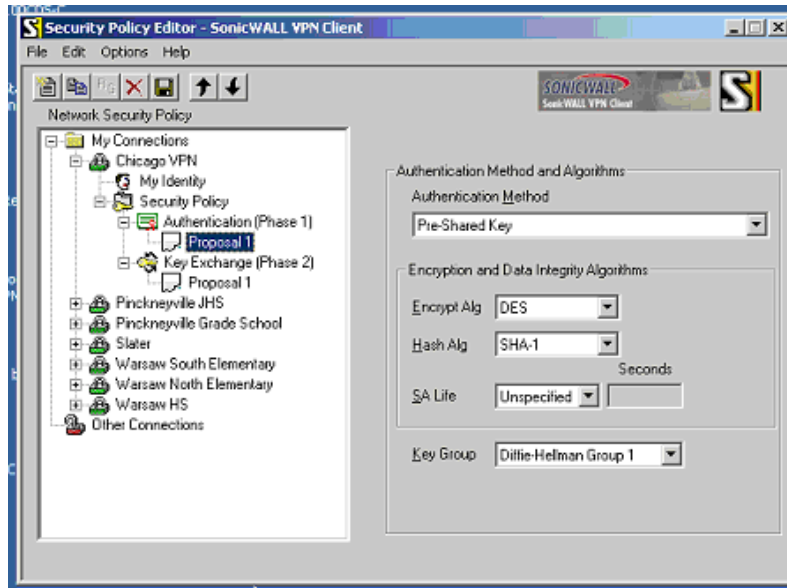 Security Policy Editor - SonicWALL VPN Client
File Edit Options Help
SONICWALL
SonicWALL VPN Client
S
Network Security Policy
My Connections
Chicago VPN
My Identity
Security Policy
Authentication (Phase 1)
Proposal 1
Key Exchange (Phase 2)
Proposal 1
Pinckneyville JHS
Pinckneyville Grade School
Slater
Warsaw South Elementary
Warsaw North Elementary
Warsaw HS
Other Connections
Authentication Method and Algorithms
Authentication Method
Pre-Shared Key
Encryption and Data Integrity Algorithms
Encrypt Alg DES
Hash Alg SHA-1
Seconds
SA Life Unspecified
Key Group Diffie-Hellman Group 1